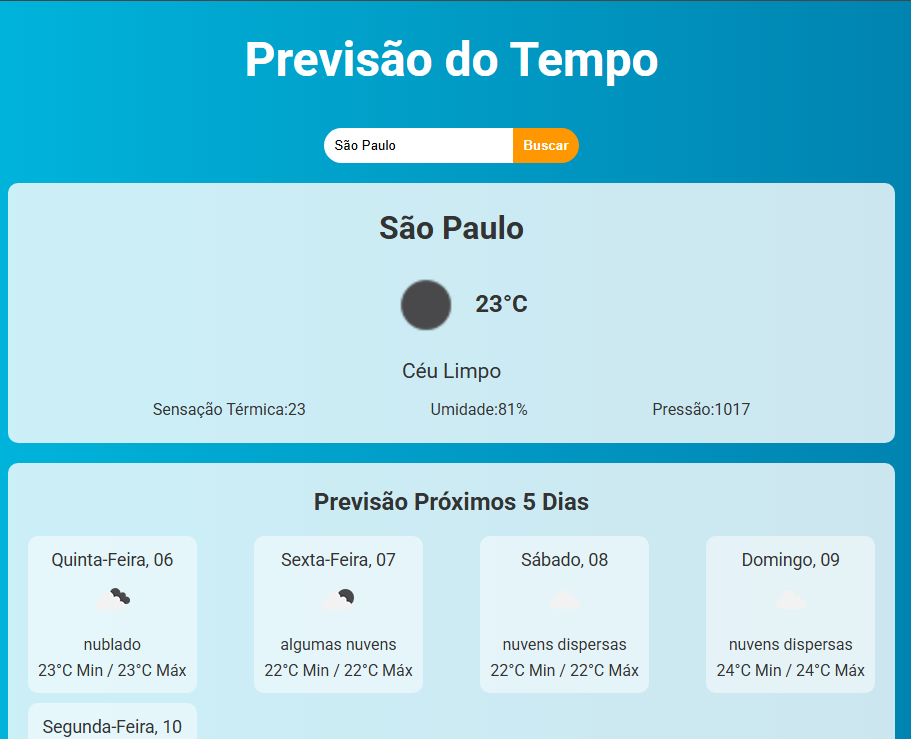 Previsão do Tempo
São Paulo
Buscar
São Paulo
23°C
Céu Limpo
Sensação Térmica:23 Umidade:81% Pressão:1017
Previsão Próximos 5 Dias
Quinta-Feira, 06
nublado
23°C Min / 23°C Máx
Sexta-Feira, 07
algumas nuvens
22°C Min / 22°C Máx
Sábado, 08
nuvens dispersas
22°C Min / 22°C Máx
Domingo, 09
nuvens dispersas
24°C Min / 24°C Máx
Segunda-Feira, 10